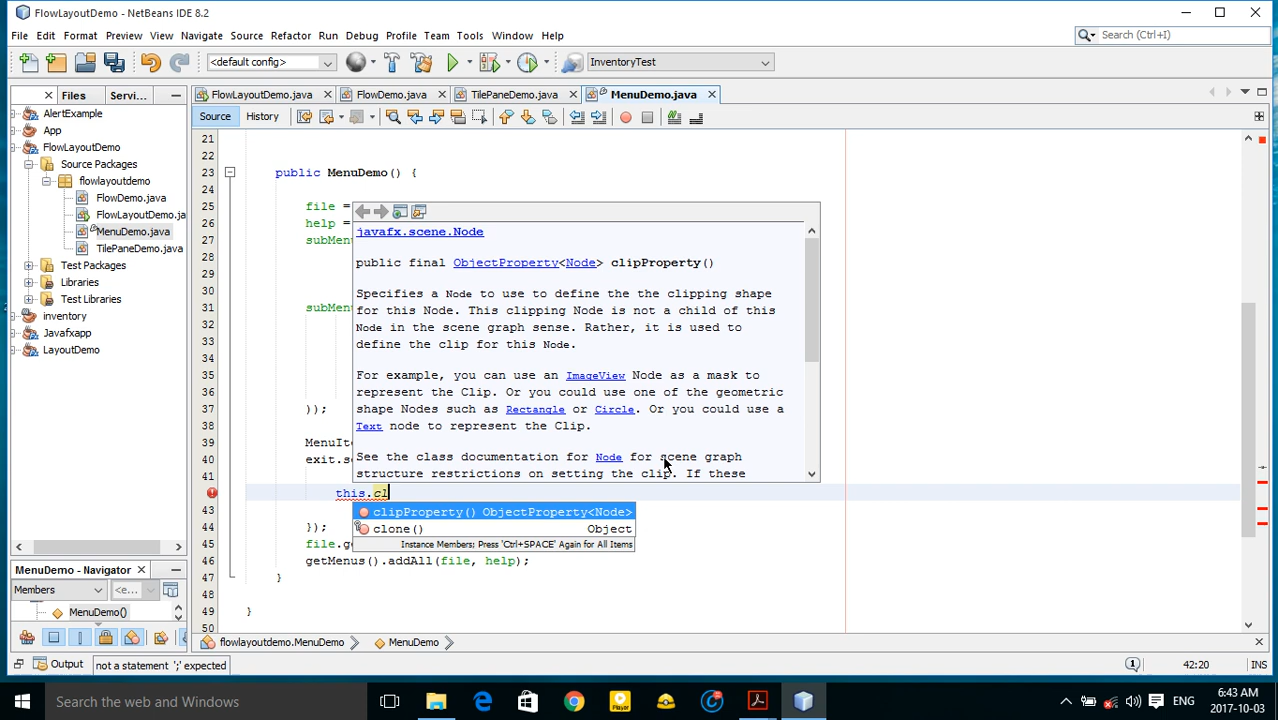 FlowLayoutDemo - NetBeans IDE 8.2
File Edit Format Preview View Navigate Source Refactor Run Debug Profile Team Tools Window Help
Search (Ctrl+I)
<default config>
InventoryTest
Files Servi...
FlowLayoutDemo.java FlowDemo.java TilePaneDemo.java MenuDemo.java
AlertExample
App
FlowLayoutDemo
Source Packages
flowlayoutdemo
FlowDemo.java
FlowLayoutDemo.ja
MenuDemo.java
TilePaneDemo.java
Test Packages
Libraries
Test Libraries
inventory
Javafxapp
LayoutDemo
Source History
21
22
23 public MenuDemo() {
24
25 file =
26 help =
27 subMenu
28
30
31 subMenu
32
33
34
35
36
37 ));
38
39 MenuIte
40 exit.s
41
this.cl
43
44 });
45 file.ge
46 getMenus().addAll(file, help);
47 }
48
49 }
50
javafx.scene.Node
public final ObjectProperty<Node> clipProperty()
Specifies a Node to use to define the the clipping shape
for this Node. This clipping Node is not a child of this
Node in the scene graph sense. Rather, it is used to
define the clip for this Node.
For example, you can use an ImageView Node as a mask to
represent the Clip. Or you could use one of the geometric
shape Nodes such as Rectangle or Circle. Or you could use a
Text node to represent the Clip.
See the class documentation for Node for scene graph
structure restrictions on setting the clip. If these
clipProperty() ObjectProperty<Node>
clone() Object
Instance Members; Press 'Ctrl+SPACE' Again for All Items
MenuDemo - Navigator
Members <e...
MenuDemo()
flowlayoutdemo.MenuDemo MenuDemo
Output not a statement ';' expected
1 42:20 INS
Search the web and Windows
Player
ENG
6:43 AM
2017-10-03